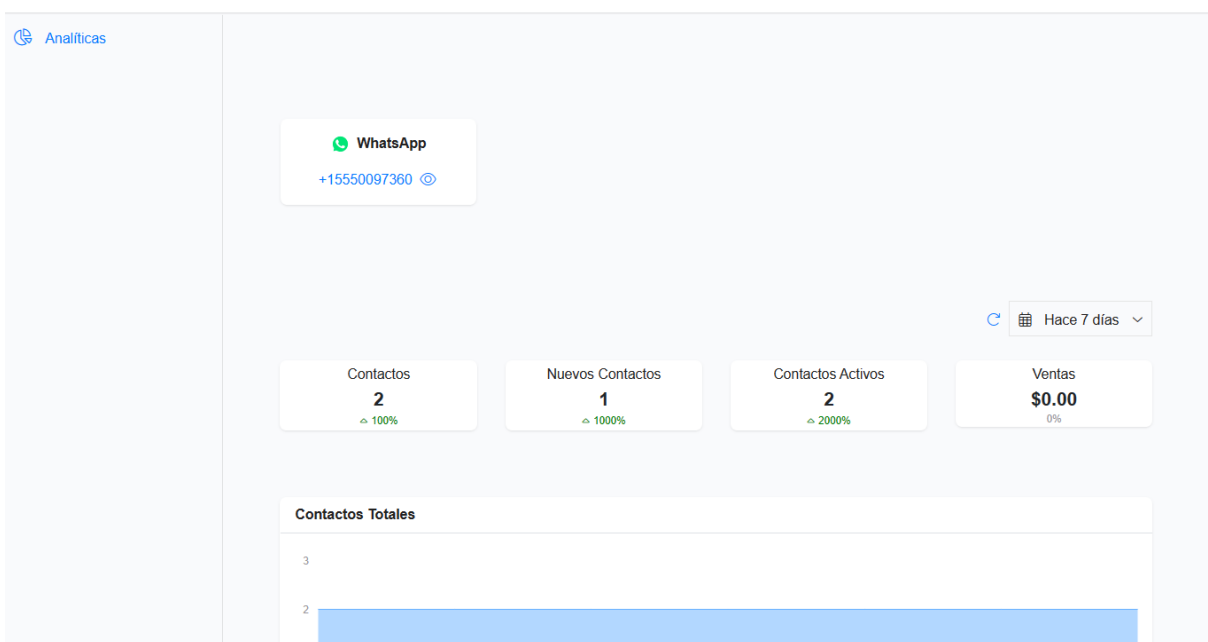 Analíticas
WhatsApp
+15550097360
Hace 7 días
Contactos
2
100%
Nuevos Contactos
1
1000%
Contactos Activos
2
2000%
Ventas
$0.00
0%
Contactos Totales
3
2